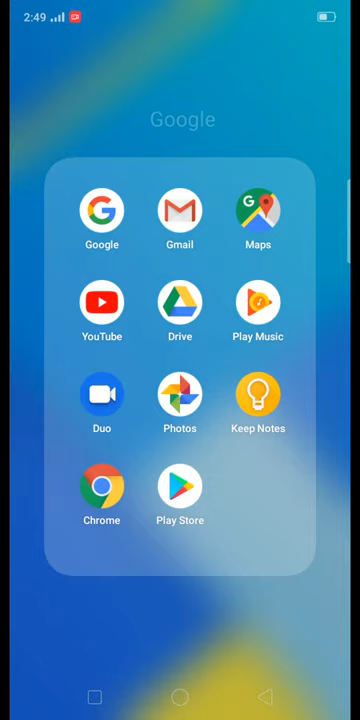 2:49
Google
Google Gmail Maps
YouTube Drive Play Music
Duo Photos Keep Notes
Chrome Play Store